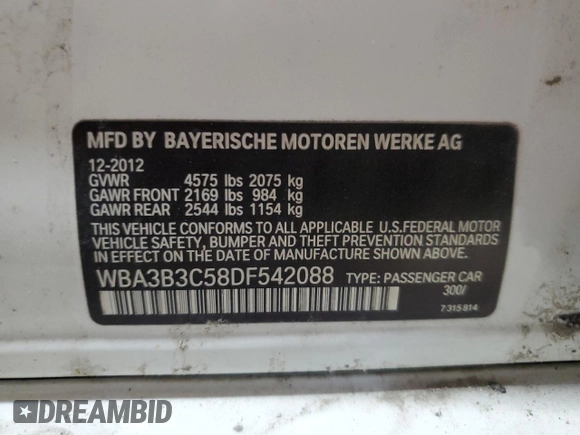 MFD BY BAYERISCHE MOTOREN WERKE AG
12-2012
GVWR 4575 lbs 2075 kg
GAWR FRONT 2169 lbs 984 kg
GAWR REAR 2544 lbs 1154 kg
THIS VEHICLE CONFORMS TO ALL APPLICABLE U.S.FEDERAL MOTOR
VEHICLE SAFETY, BUMPER AND THEFT PREVENTION STANDARDS
IN EFFECT ON THE DATE OF MANUFACTURE SHOWN ABOVE.
WBA3B3C58DF542088 TYPE: PASSENGER CAR
300/
7 315 814
DREAMBID